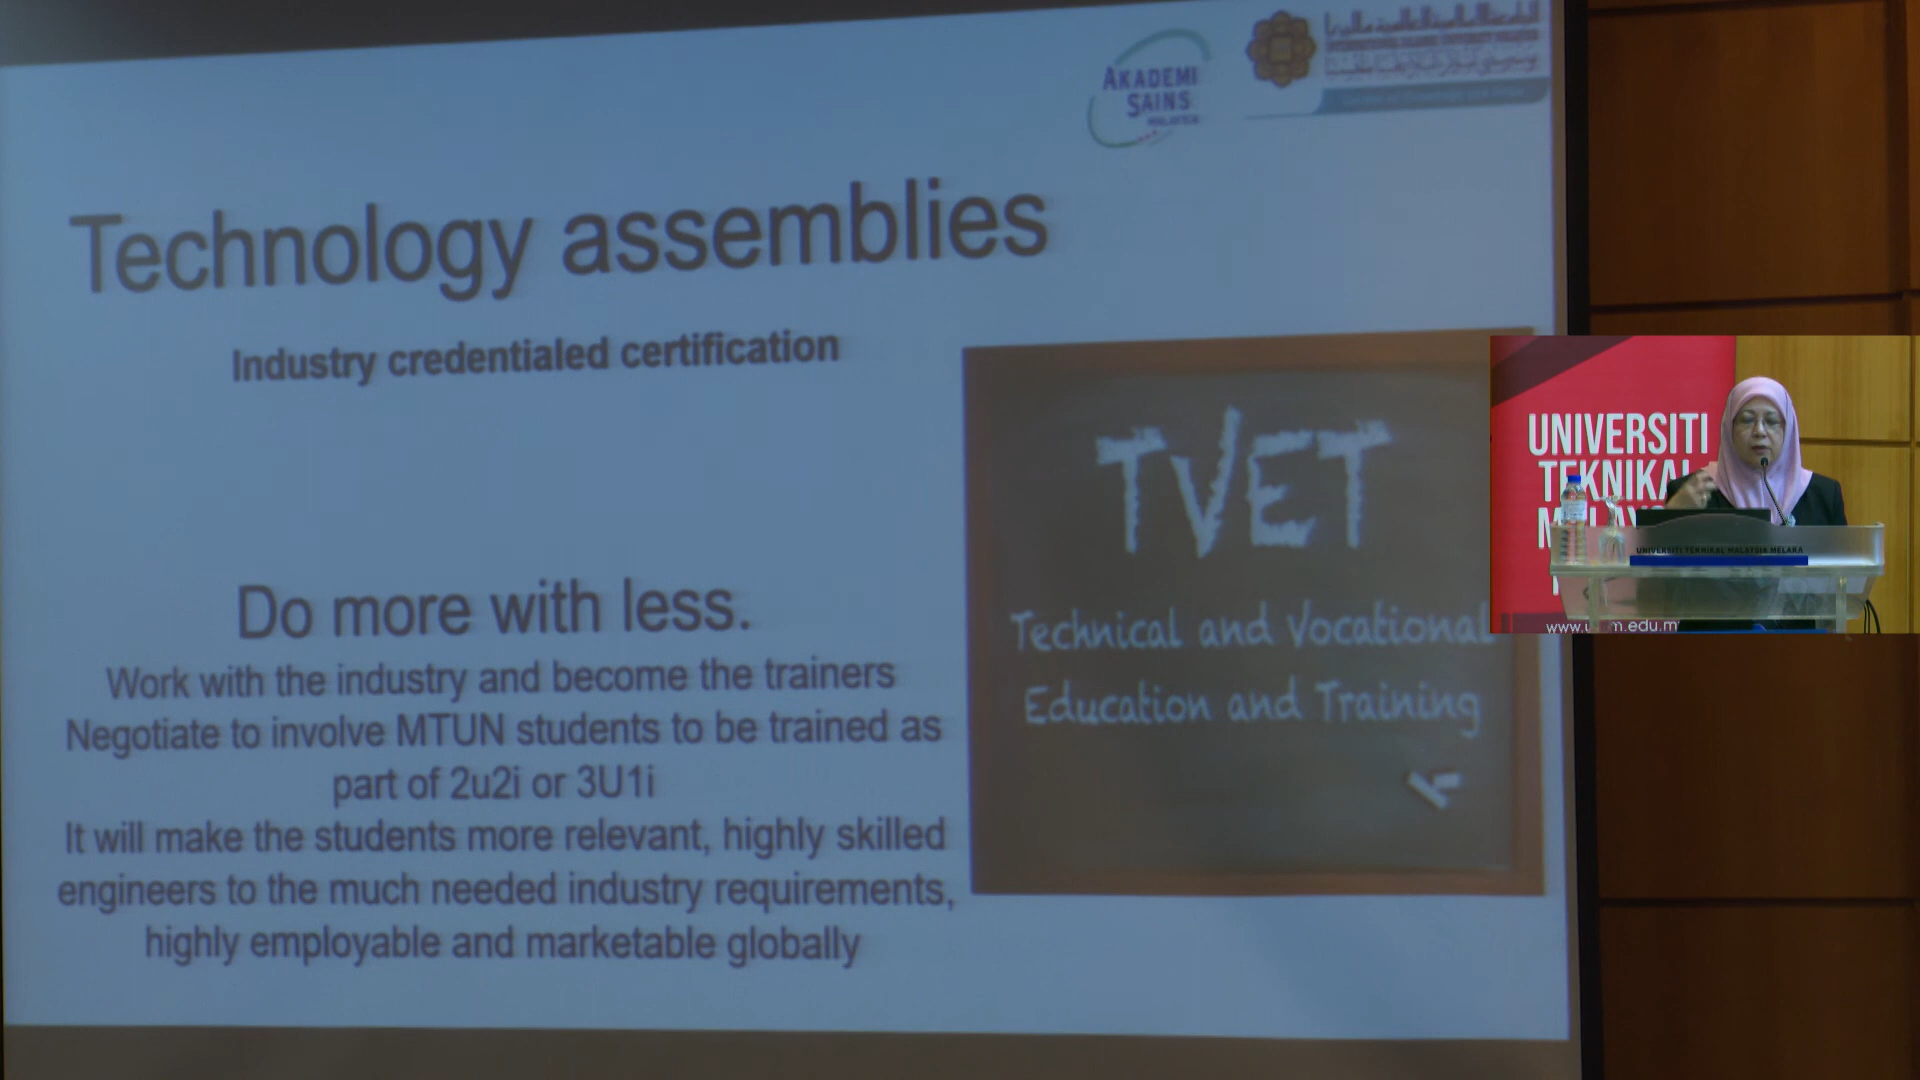 AKADEMI
SAINS
MALAYSIA
Technology assemblies
Industry credentialed certification
Do more with less.
Work with the industry and become the trainers
Negotiate to involve MTUN students to be trained as
part of 2u2i or 3U1i
It will make the students more relevant, highly skilled
engineers to the much needed industry requirements,
highly employable and marketable globally
TVET
Technical and Vocational
Education and Training
UNIVERSITI
TEKNIKAL
UNIVERSITI TEKNIKAL MALAYSIA MELAKA